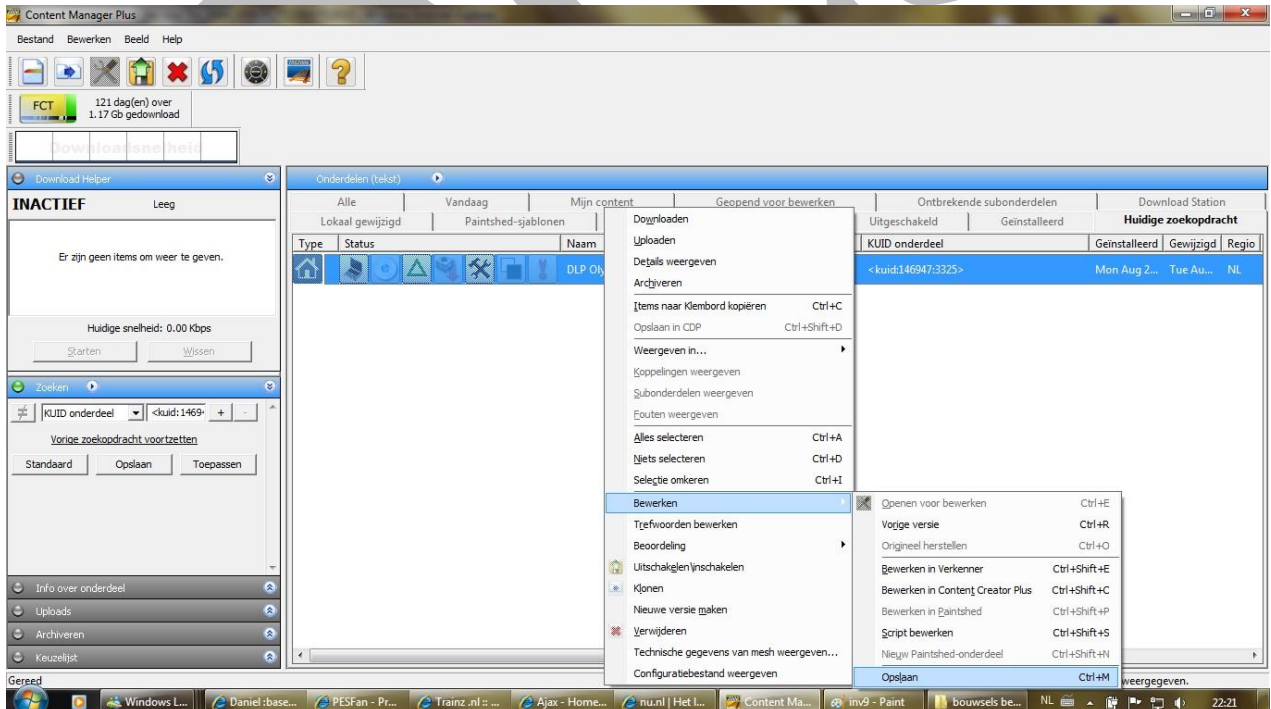 Content Manager Plus
Bestand Bewerken Beeld Help
FCT 121 dag(en) over
1.17 Gb gedownload
Downloadsnelheid
Download Helper
INACTIEF Leeg
Er zijn geen items om weer te geven.
Huidige snelheid: 0.00 Kbps
Starten Wissen
Zoeken
KUID onderdeel <kuid:1469 + -
Vorige zoekopdracht voortzetten
Standaard Opslaan Toepassen
Info over onderdeel
Uploads
Archiveren
Keuzelijst
Gereed
Onderdelen (tekst)
Alle Vandaag Mijn content Geopend voor bewerken Ontbrekende subonderdelen Download Station
Lokaal gewijzigd Paintshed-sjablonen Uitgeschakeld Geïnstalleerd Huidige zoekopdracht
Type Status Naam KUID onderdeel Geïnstalleerd Gewijzigd Regio
DLP Oly <kuid:146947:3325> Mon Aug 2... Tue Au... NL
Downloaden
Uploaden
Details weergeven
Archiveren
Items naar Klembord kopiëren Ctrl+C
Opslaan in CDP Ctrl+Shift+D
Weergeven in...
Koppelingen weergeven
Subonderdelen weergeven
Fouten weergeven
Alles selecteren Ctrl+A
Niets selecteren Ctrl+D
Selectie omkeren Ctrl+I
Bewerken
Trefwoorden bewerken
Beoordeling
Uitschakelen\inschakelen
Klonen
Nieuwe versie maken
Verwijderen
Technische gegevens van mesh weergeven...
Configuratiebestand weergeven
Openen voor bewerken Ctrl+E
Vorige versie Ctrl+R
Origineel herstellen Ctrl+O
Bewerken in Verkenner Ctrl+Shift+E
Bewerken in Content Creator Plus Ctrl+Shift+C
Bewerken in Paintshed Ctrl+Shift+P
Script bewerken Ctrl+Shift+S
Nieuw Paintshed-onderdeel Ctrl+Shift+N
Opslaan Ctrl+M
weergegeven.
Windows L... Daniel :base... PESFan - Pr... Trainz .nl :: ... Ajax - Home... nu.nl | Het l... Content Ma... inv9 - Paint bouwsels be... NL 22:21